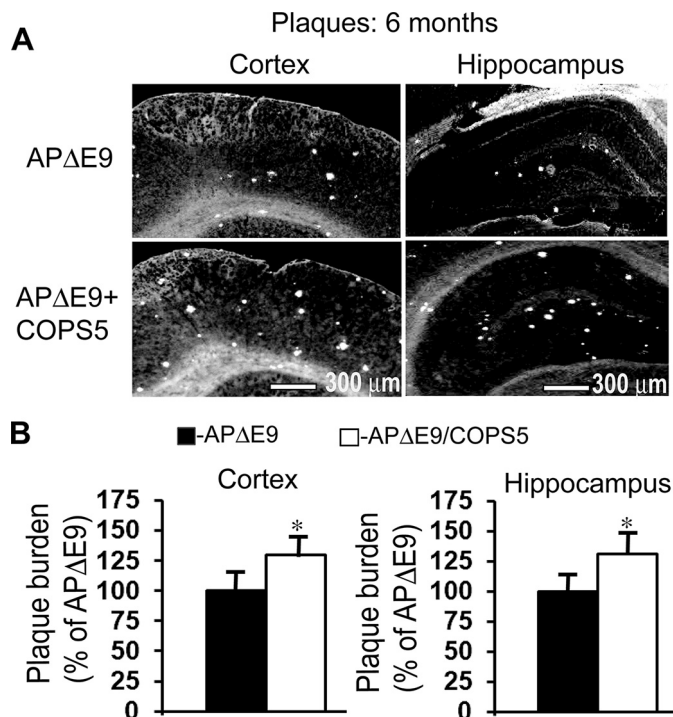 Plaques: 6 months
A
Cortex
Hippocampus
APΔE9
APΔE9+
COPS5
300 μm
300 μm
B
-APΔE9
-APΔE9/COPS5
Cortex
Hippocampus
Plaque burden
(% of APΔE9)
175
150
125
100
75
50
25
0
*
Plaque burden
(% of APΔE9)
175
150
125
100
75
50
25
0
*